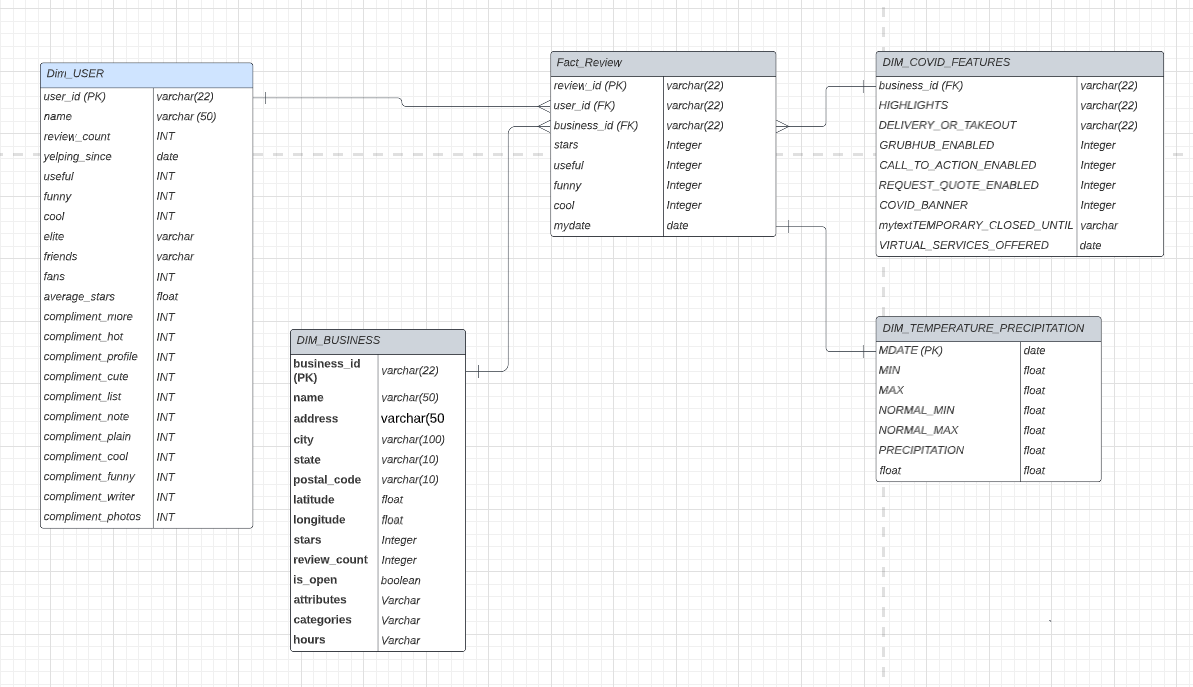 Dim_USER
user_id (PK) varchar(22)
name varchar (50)
review_count INT
yelping_since date
useful INT
funny INT
cool INT
elite varchar
friends varchar
fans INT
average_stars float
compliment_more INT
compliment_hot INT
compliment_profile INT
compliment_cute INT
compliment_list INT
compliment_note INT
compliment_plain INT
compliment_cool INT
compliment_funny INT
compliment_writer INT
compliment_photos INT
DIM_BUSINESS
business_id
(PK) varchar(22)
name varchar(50)
address varchar(50
city varchar(100)
state varchar(10)
postal_code varchar(10)
latitude float
longitude float
stars Integer
review_count Integer
is_open boolean
attributes Varchar
categories Varchar
hours Varchar
Fact_Review
review_id (PK) varchar(22)
user_id (FK) varchar(22)
business_id (FK) varchar(22)
stars Integer
useful Integer
funny Integer
cool Integer
mydate date
DIM_COVID_FEATURES
business_id (FK) varchar(22)
HIGHLIGHTS varchar(22)
DELIVERY_OR_TAKEOUT varchar(22)
GRUBHUB_ENABLED Integer
CALL_TO_ACTION_ENABLED Integer
REQUEST_QUOTE_ENABLED Integer
COVID_BANNER Integer
mytextTEMPORARY_CLOSED_UNTIL varchar
VIRTUAL_SERVICES_OFFERED date
DIM_TEMPERATURE_PRECIPITATION
MDATE (PK) date
MIN float
MAX float
NORMAL_MIN float
NORMAL_MAX float
PRECIPITATION float
float float